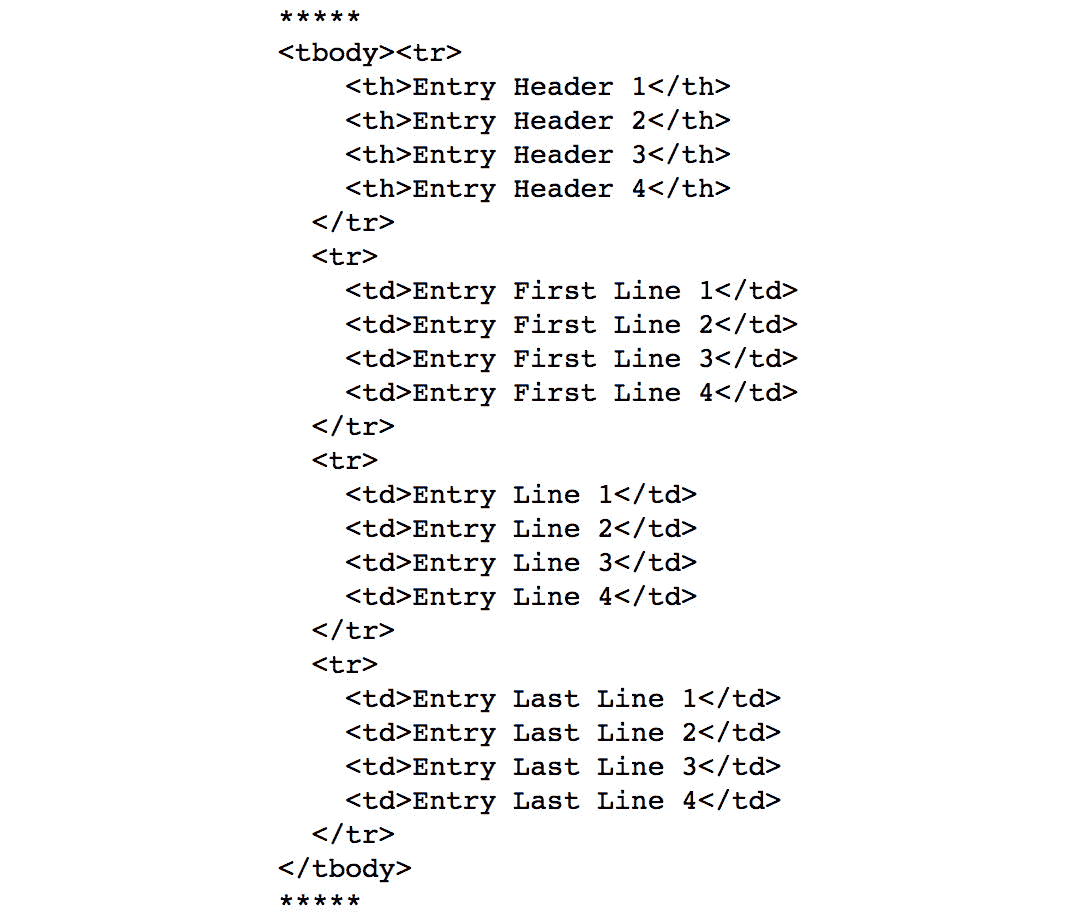 *****
<tbody><tr>
    <th>Entry Header 1</th>
    <th>Entry Header 2</th>
    <th>Entry Header 3</th>
    <th>Entry Header 4</th>
  </tr>
  <tr>
    <td>Entry First Line 1</td>
    <td>Entry First Line 2</td>
    <td>Entry First Line 3</td>
    <td>Entry First Line 4</td>
  </tr>
  <tr>
    <td>Entry Line 1</td>
    <td>Entry Line 2</td>
    <td>Entry Line 3</td>
    <td>Entry Line 4</td>
  </tr>
  <tr>
    <td>Entry Last Line 1</td>
    <td>Entry Last Line 2</td>
    <td>Entry Last Line 3</td>
    <td>Entry Last Line 4</td>
  </tr>
</tbody>
*****